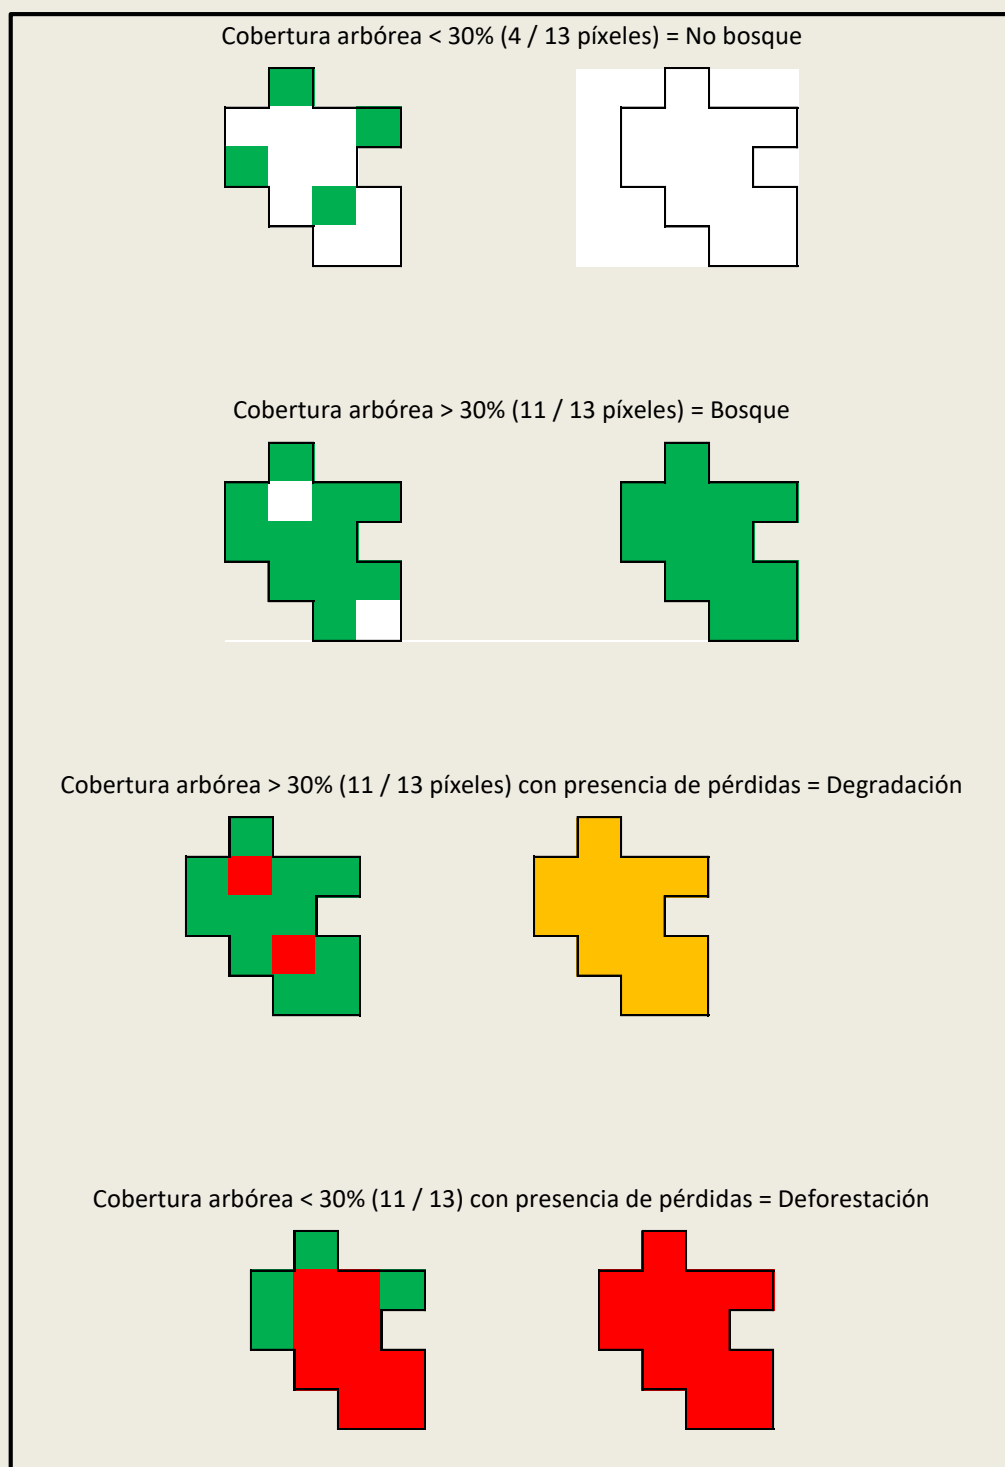 Cobertura arbórea < 30% (4 / 13 píxeles) = No bosque
Cobertura arbórea > 30% (11 / 13 píxeles) = Bosque
Cobertura arbórea > 30% (11 / 13 píxeles) con presencia de pérdidas = Degradación
Cobertura arbórea < 30% (11 / 13) con presencia de pérdidas = Deforestación